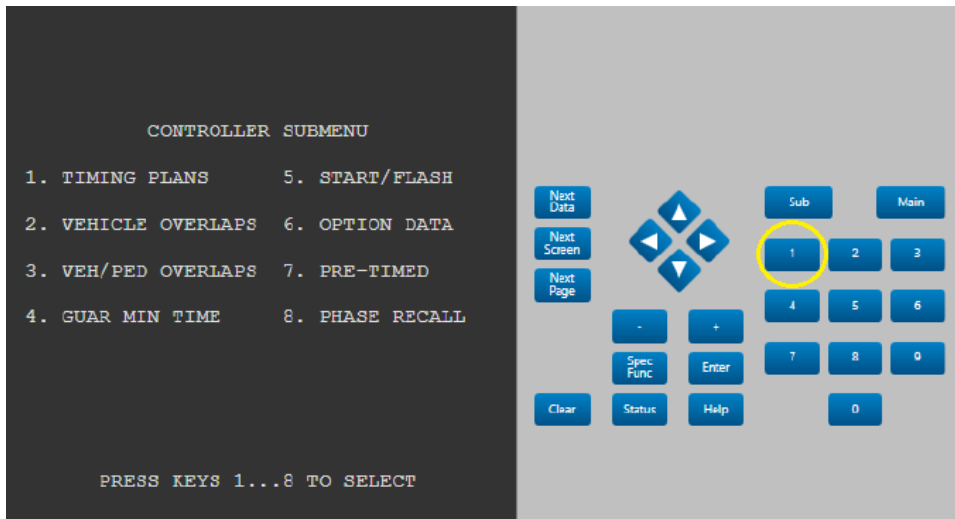 CONTROLLER SUBMENU
1. TIMING PLANS 5. START/FLASH
2. VEHICLE OVERLAPS 6. OPTION DATA
3. VEH/PED OVERLAPS 7. PRE-TIMED
4. GUAR MIN TIME 8. PHASE RECALL
PRESS KEYS 1...8 TO SELECT
Next
Data
Next
Screen
Next
Page
- +
Spec
Func
Enter
Clear Status Help
Sub Main
1 2 3
4 5 6
7 8 9
0